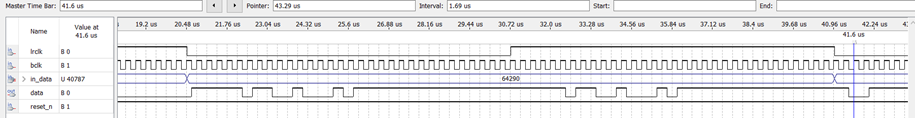 Master Time Bar: 41.6 us Pointer: 43.29 us Interval: 1.69 us Start: End:
Name Value at 41.6 us 19.2 us 20.48 us 21.76 us 23.04 us 24.32 us 25.6 us 26.88 us 28.16 us 29.44 us 30.72 us 32.0 us 33.28 us 34.56 us 35.84 us 37.12 us 38.4 us 39.68 us 40.96 us 42.24 us
41.6 us
lrclk B 0
bclk B 1
in_data U 40787 64290
data B 0
reset_n B 1